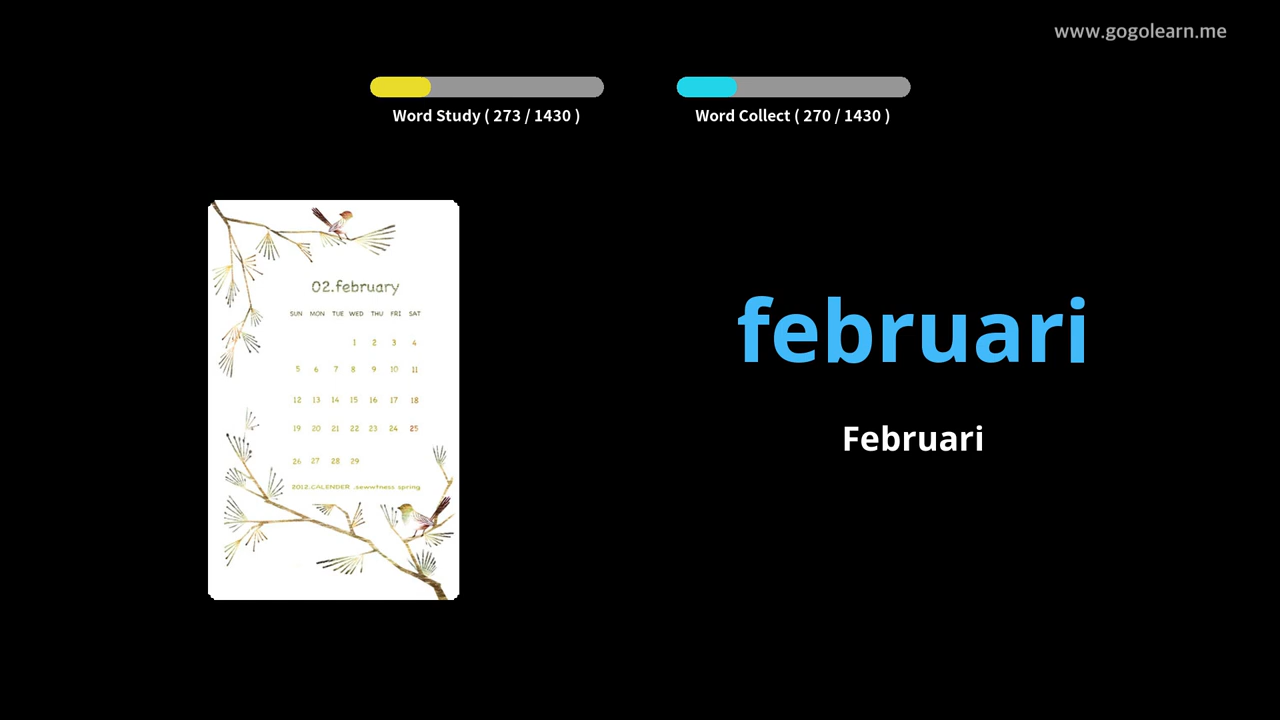 www.gogolearn.me
Word Study ( 273 / 1430 )
Word Collect ( 270 / 1430 )
02.february
SUN MON TUE WED THU FRI SAT
1 2 3 4
5 6 7 8 9 10 11
12 13 14 15 16 17 18
19 20 21 22 23 24 25
26 27 28 29
2012.CALENDER .sewwtness spring
februari
Februari